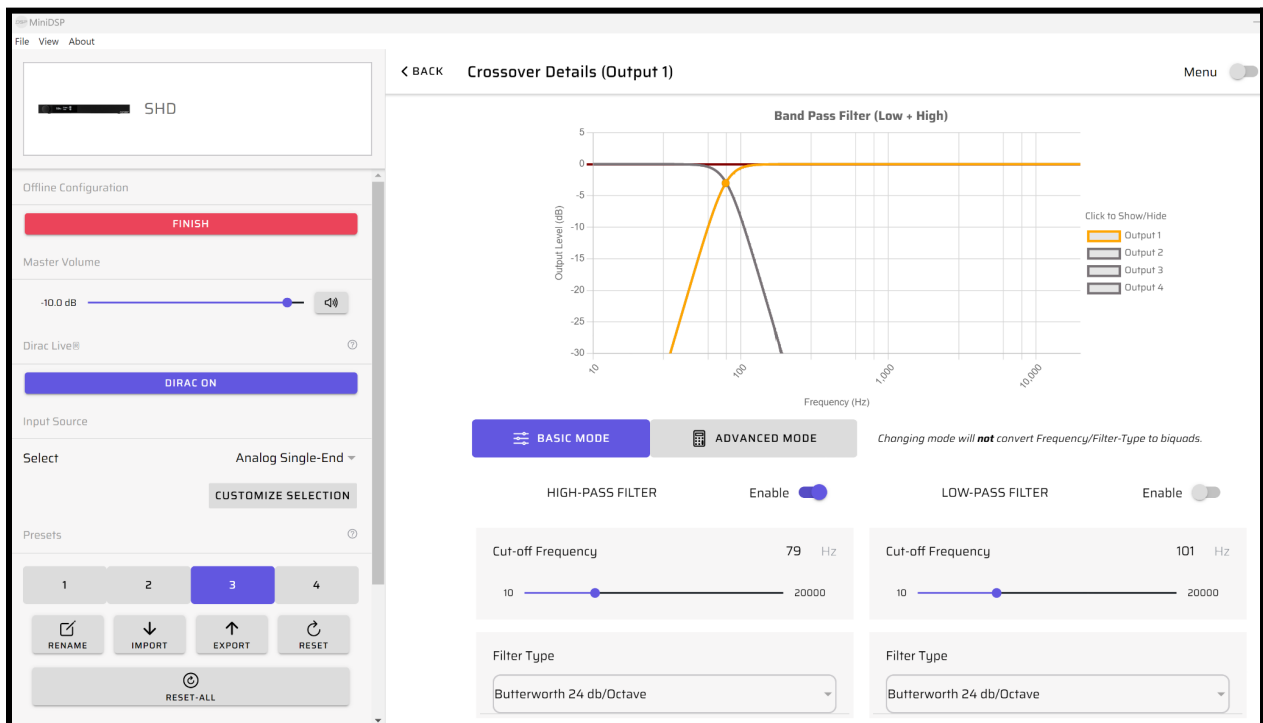 MiniDSP
File View About
SHD
Offline Configuration
FINISH
Master Volume
-10.0 dB
Dirac Live®
DIRAC ON
Input Source
Select Analog Single-End
CUSTOMIZE SELECTION
Presets
1 2 3 4
RENAME IMPORT EXPORT RESET
RESET-ALL
BACK Crossover Details (Output 1) Menu
Band Pass Filter (Low + High)
5
0
-5
-10
-15
-20
-25
-30
Output Level (dB)
10 100 1,000 10,000
Frequency (Hz)
Click to Show/Hide
Output 1
Output 2
Output 3
Output 4
BASIC MODE ADVANCED MODE Changing mode will not convert Frequency/Filter-Type to biquads.
HIGH-PASS FILTER Enable LOW-PASS FILTER Enable
Cut-off Frequency 79 Hz Cut-off Frequency 101 Hz
10 20000 10 20000
Filter Type Filter Type
Butterworth 24 db/Octave Butterworth 24 db/Octave